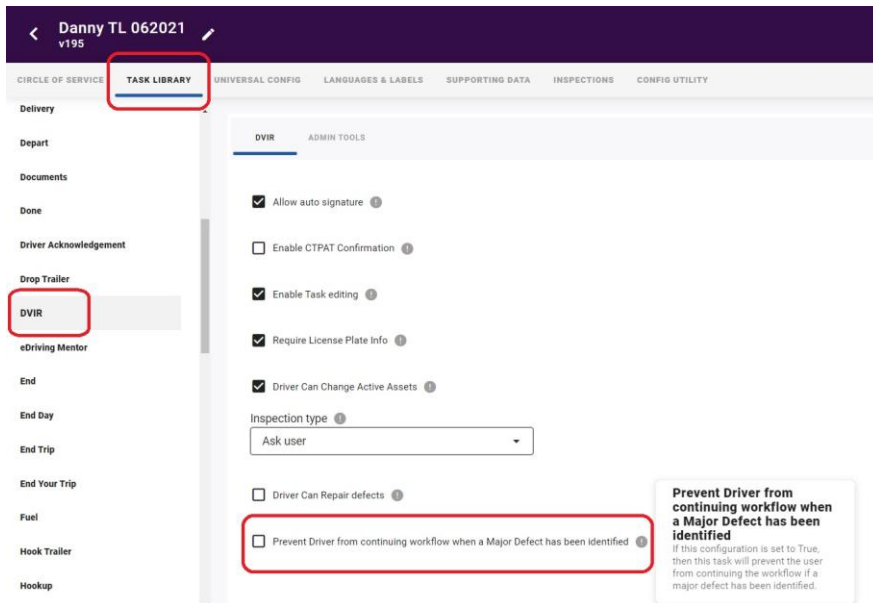 Danny TL 062021
v195
CIRCLE OF SERVICE TASK LIBRARY UNIVERSAL CONFIG LANGUAGES & LABELS SUPPORTING DATA INSPECTIONS CONFIG UTILITY
Delivery
Depart
Documents
Done
Driver Acknowledgement
Drop Trailer
DVIR
eDriving Mentor
End
End Day
End Trip
End Your Trip
Fuel
Hook Trailer
Hookup
DVIR ADMIN TOOLS
Allow auto signature
Enable CTPAT Confirmation
Enable Task editing
Require License Plate Info
Driver Can Change Active Assets
Inspection type
Ask user
Driver Can Repair defects
Prevent Driver from continuing workflow when a Major Defect has been identified
Prevent Driver from
continuing workflow when
a Major Defect has been
identified
If this configuration is set to True,
then this task will prevent the user
from continuing the workflow if a
major defect has been identified.